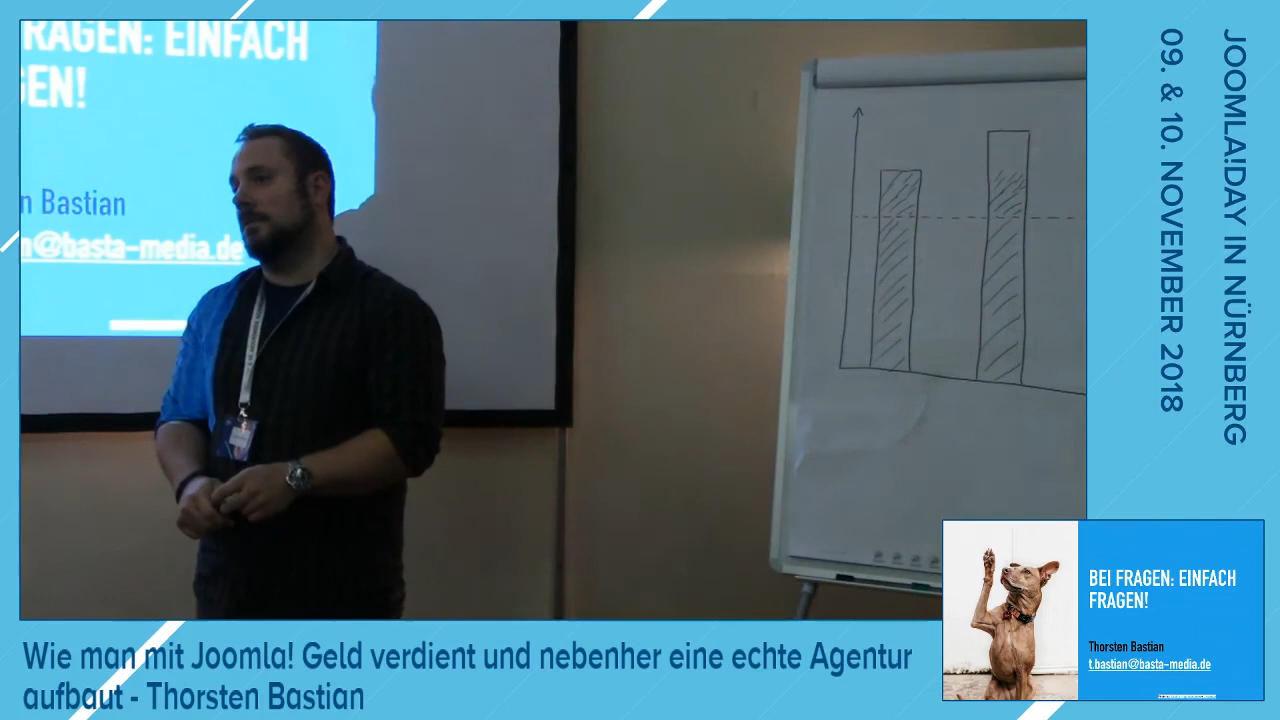 RAGEN: EINFACH
GEN!
n Bastian
n@basta-media.de
JOOMLA!DAY IN NÜRNBERG
09. & 10. NOVEMBER 2018
BEI FRAGEN: EINFACH
FRAGEN!
Thorsten Bastian
t.bastian@basta-media.de
Wie man mit Joomla! Geld verdient und nebenher eine echte Agentur
aufbaut - Thorsten Bastian